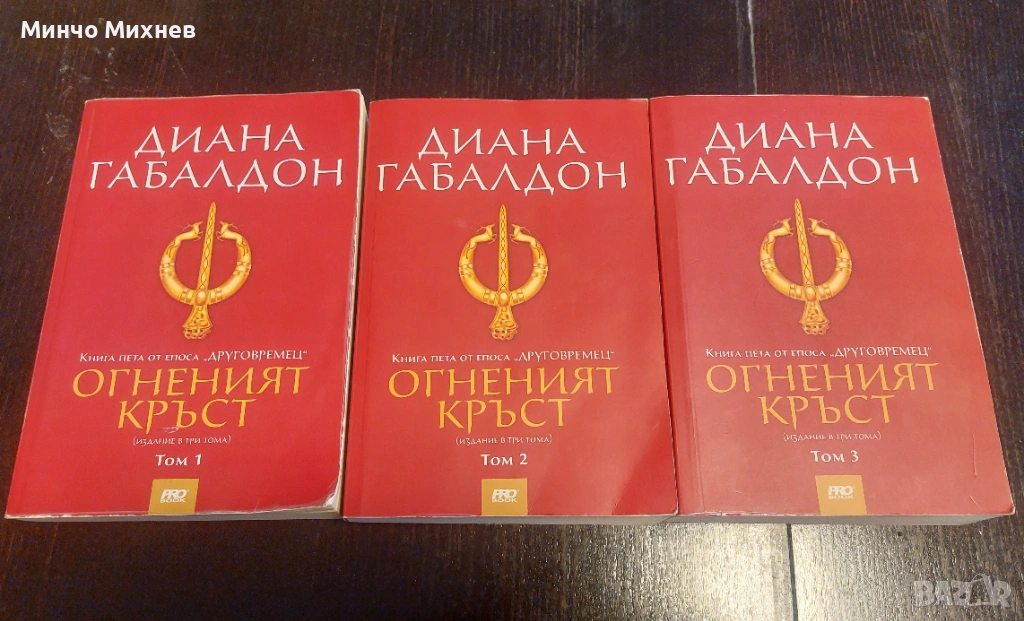 Минчо Михнев
ДИАНА
ГАБАЛДОН
КНИГА ПЕТА ОТ ЕПОСА „ДРУГОВРЕМЕЦ“
ОГНЕНИЯТ
КРЪСТ
(ИЗДАНИЕ В ТРИ ТОМА)
Том 1
PRO
BOOK
ДИАНА
ГАБАЛДОН
КНИГА ПЕТА ОТ ЕПОСА „ДРУГОВРЕМЕЦ“
ОГНЕНИЯТ
КРЪСТ
(ИЗДАНИЕ В ТРИ ТОМА)
Том 2
PRO
BOOK
ДИАНА
ГАБАЛДОН
КНИГА ПЕТА ОТ ЕПОСА „ДРУГОВРЕМЕЦ“
ОГНЕНИЯТ
КРЪСТ
(ИЗДАНИЕ В ТРИ ТОМА)
Том 3
PRO
BOOK
BAZAR